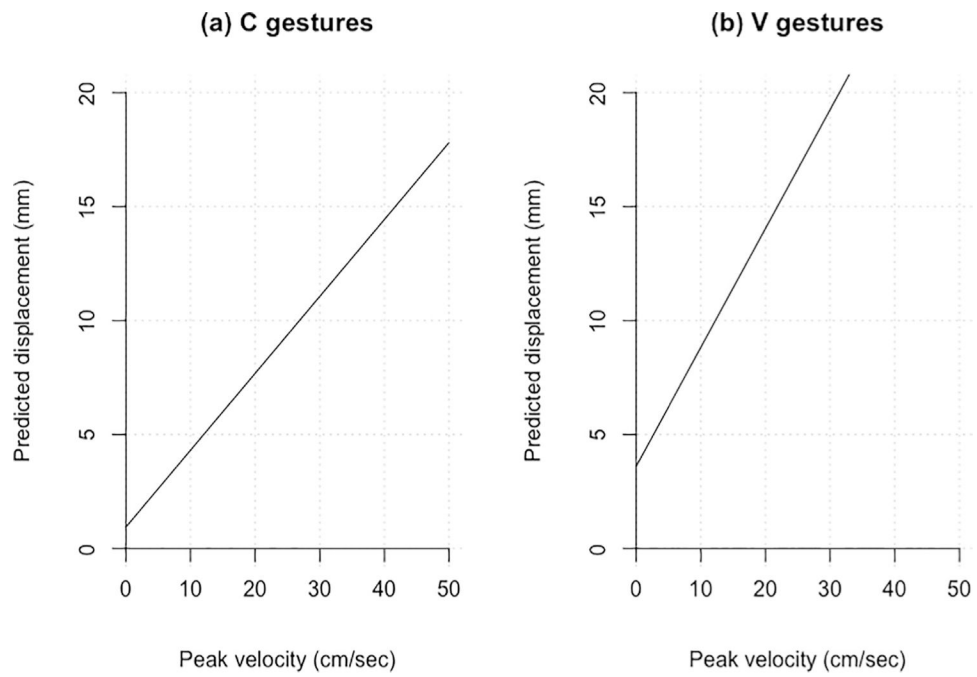 (a) C gestures
Predicted displacement (mm)
20
15
10
5
0
0 10 20 30 40 50
Peak velocity (cm/sec)
(b) V gestures
Predicted displacement (mm)
20
15
10
5
0
0 10 20 30 40 50
Peak velocity (cm/sec)